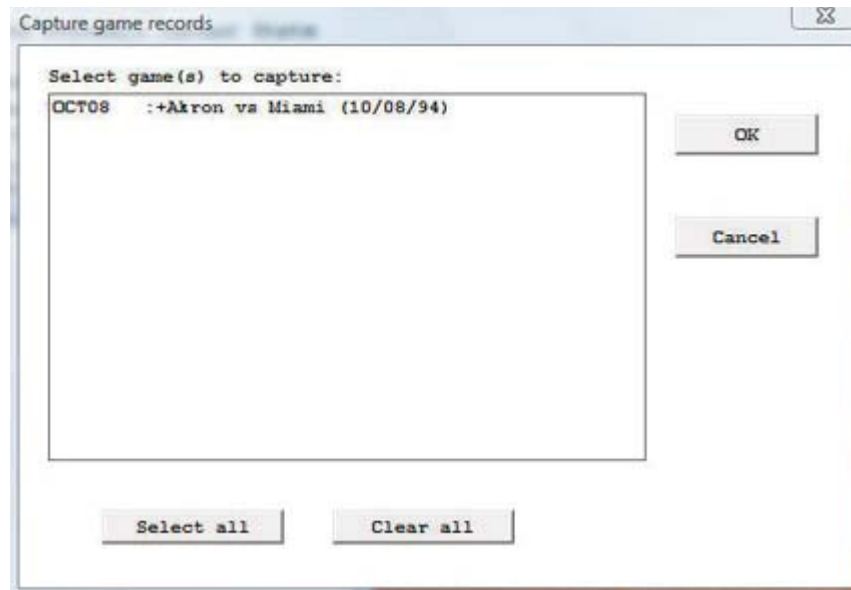 Capture game records
Select game(s) to capture:
OCT08 :+Akron vs Miami (10/08/94)
OK
Cancel
Select all
Clear all